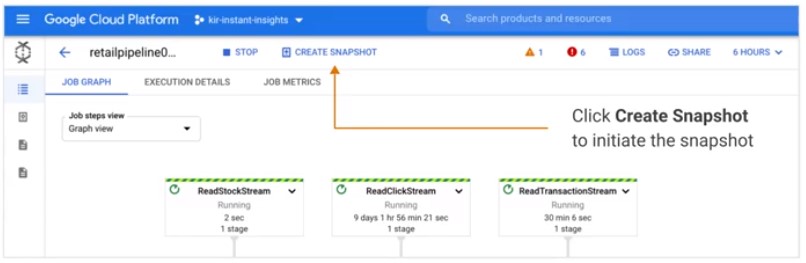 Google Cloud Platform
kir-instant-insights
Search products and resources
retailpipeline0...
STOP
CREATE SNAPSHOT
1
6
LOGS
SHARE
6 HOURS
JOB GRAPH
EXECUTION DETAILS
JOB METRICS
Job steps view
Graph view
Click Create Snapshot
to initiate the snapshot
ReadStockStream
Running
2 sec
1 stage
ReadClickStream
Running
9 days 1 hr 56 min 21 sec
1 stage
ReadTransactionStream
Running
30 min 6 sec
1 stage